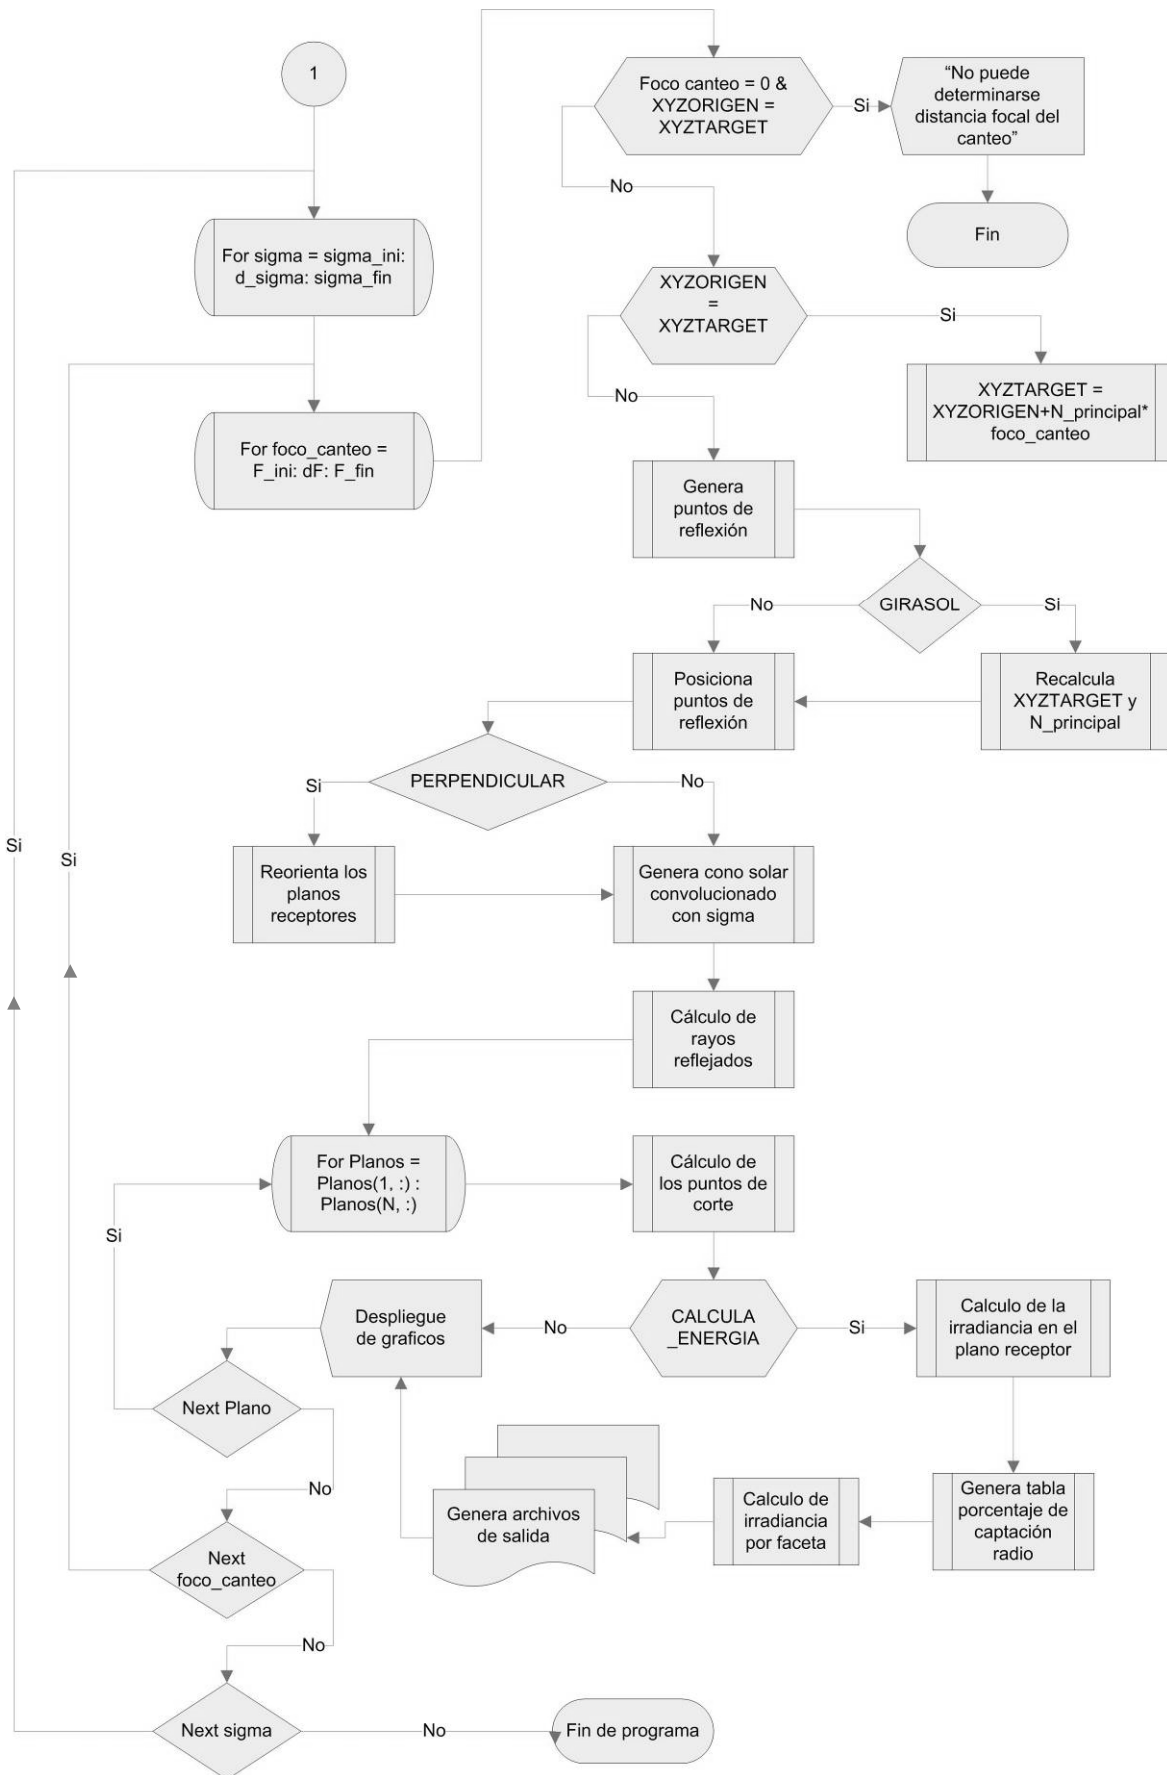 1
For sigma = sigma_ini:
d_sigma: sigma_fin
For foco_canteo =
F_ini: dF: F_fin
Foco canteo = 0 &
XYZORIGEN =
XYZTARGET
Si
“No puede
determinarse
distancia focal del
canteo”
Fin
No
XYZORIGEN
=
XYZTARGET
Si
XYZTARGET =
XYZORIGEN+N_principal*
foco_canteo
No
Genera
puntos de
reflexión
GIRASOL
No
Si
Posiciona
puntos de
reflexión
Recalcula
XYZTARGET y
N_principal
PERPENDICULAR
Si
No
Reorienta los
planos
receptores
Genera cono solar
convolucionado
con sigma
Cálculo de
rayos
reflejados
For Planos =
Planos(1, :) :
Planos(N, :)
Cálculo de
los puntos de
corte
CALCULA
_ENERGIA
No
Si
Despliegue
de graficos
Calculo de la
irradiancia en el
plano receptor
Genera tabla
porcentaje de
captación
radio
Calculo de
irradiancia
por faceta
Genera archivos
de salida
Next Plano
Si
No
Next
foco_canteo
Si
No
Next sigma
Si
No
Fin de programa